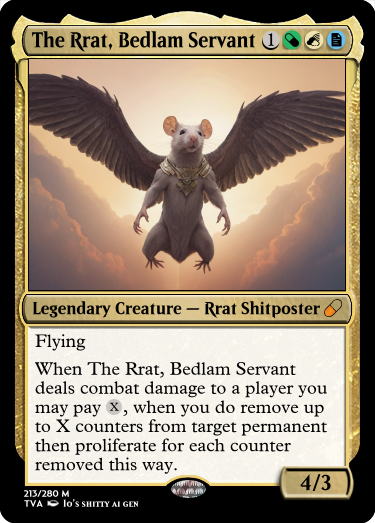 The Rrat, Bedlam Servant 1
Legendary Creature — Rrat Shitposter
Flying
When The Rrat, Bedlam Servant
deals combat damage to a player you
may pay X, when you do remove up
to X counters from target permanent
then proliferate for each counter
removed this way.
4/3
213/280 M
TVA Io's shitty ai gen